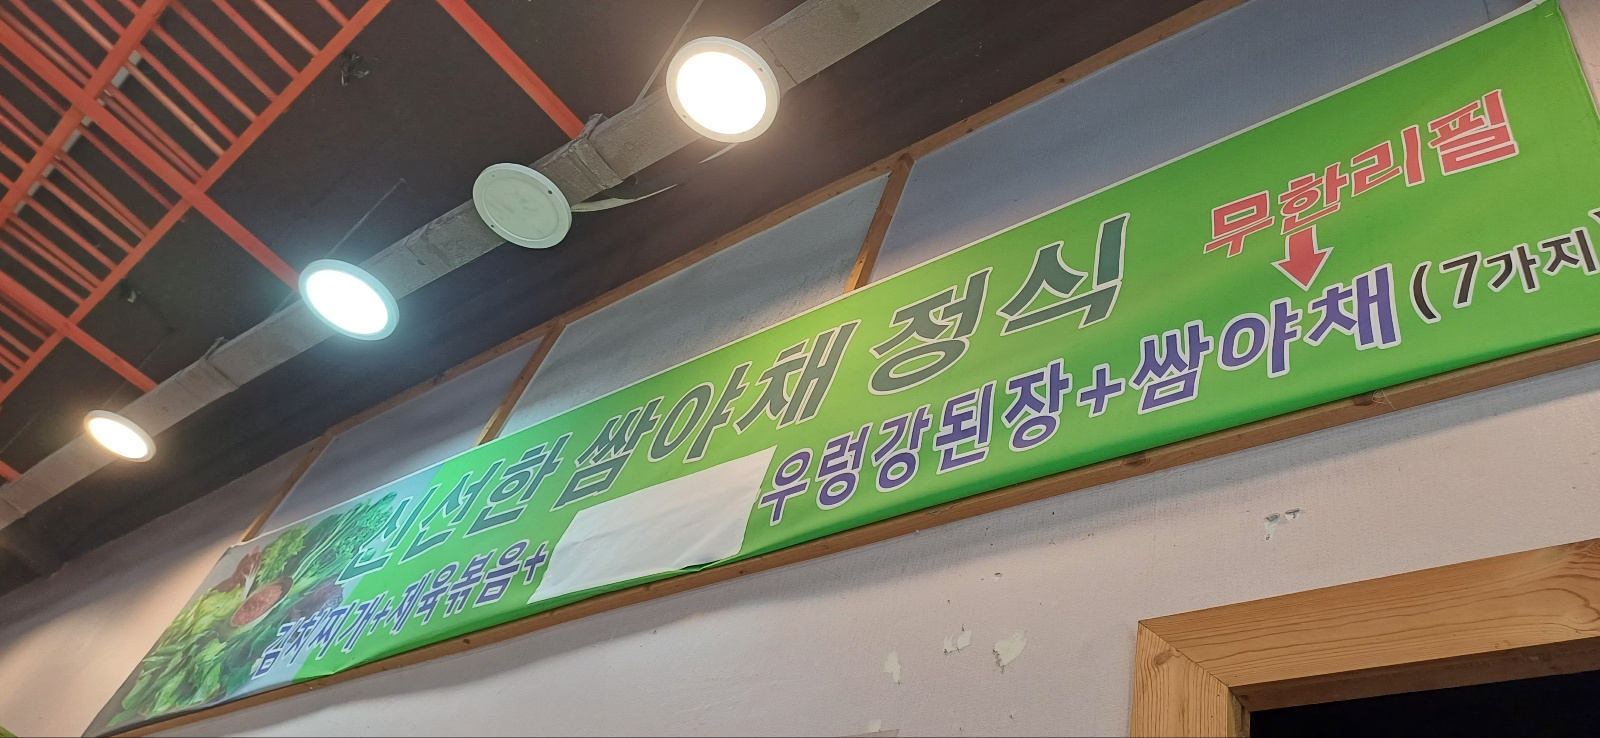 신선한 쌈야채 정식
무한리필
김치찌개+제육볶음+
우렁강된장+쌈야채(7가지)